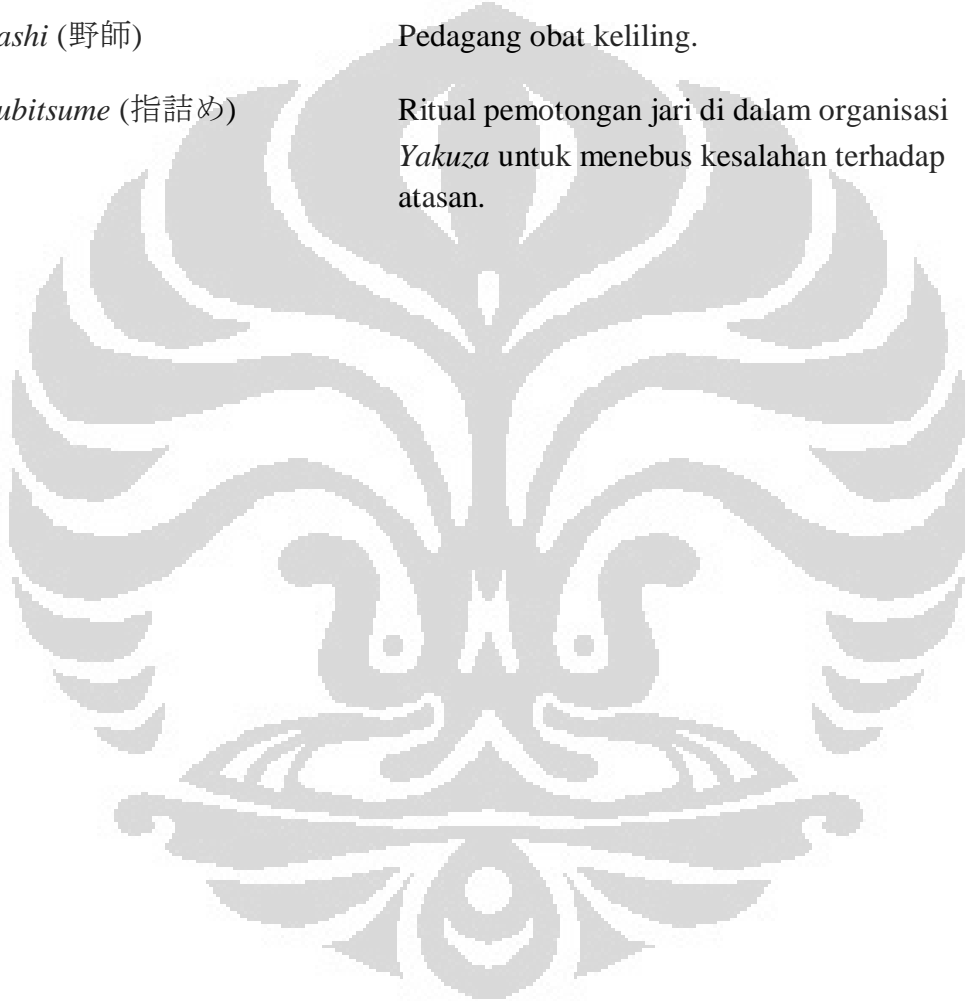 ashi (野師) Pedagang obat keliling.
ubitsume (指詰め) Ritual pemotongan jari di dalam organisasi
Yakuza untuk menebus kesalahan terhadap
atasan.